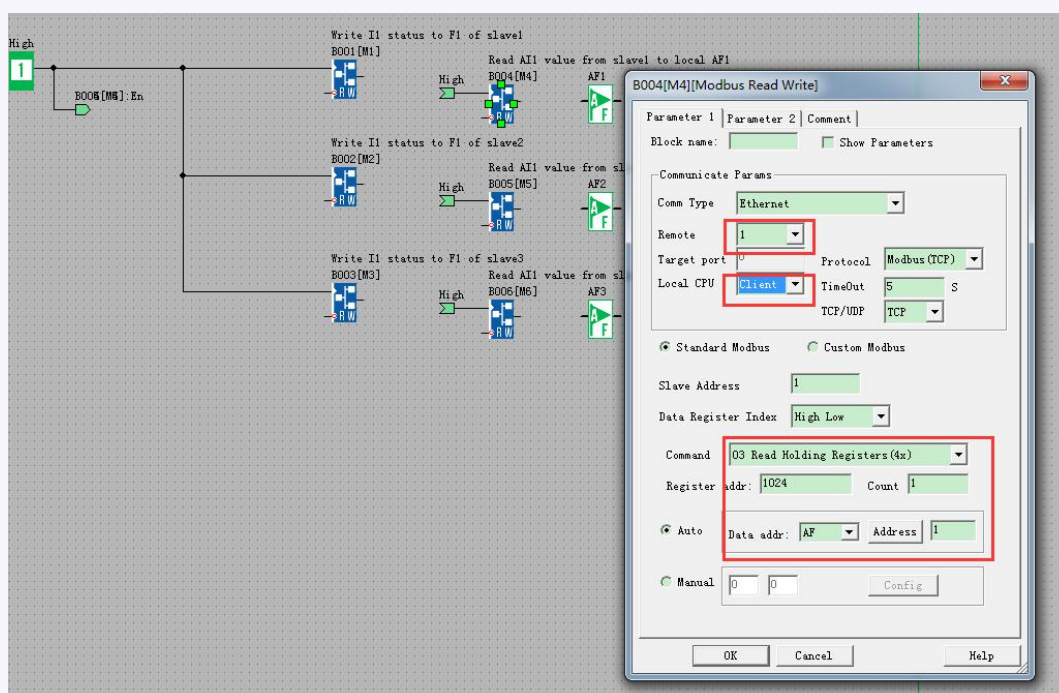 High
1
Write I1 status to F1 of slave1
B001[M1]
RW
Read AI1 value from slave1 to local AF1
High
B004[M4]
AF1
RW
A
F
:En
Write I1 status to F1 of slave2
B002[M2]
RW
Read AI1 value from sl
High
B005[M5]
AF2
RW
A
F
Write I1 status to F1 of slave3
B003[M3]
RW
Read AI1 value from sl
High
B006[M6]
AF3
RW
A
F
B004[M4][Modbus Read Write]
Parameter 1 Parameter 2 Comment
Block name: Show Parameters
Communicate Params
Comm Type Ethernet
Remote 1
Target port 0 Protocol Modbus(TCP)
Local CPU Client TimeOut 5 S
TCP/UDP TCP
Standard Modbus Custom Modbus
Slave Address 1
Data Register Index High Low
Command 03 Read Holding Registers(4x)
Register addr: 1024 Count 1
Auto Data addr: AF Address 1
Manual 0 0 Config
OK Cancel Help